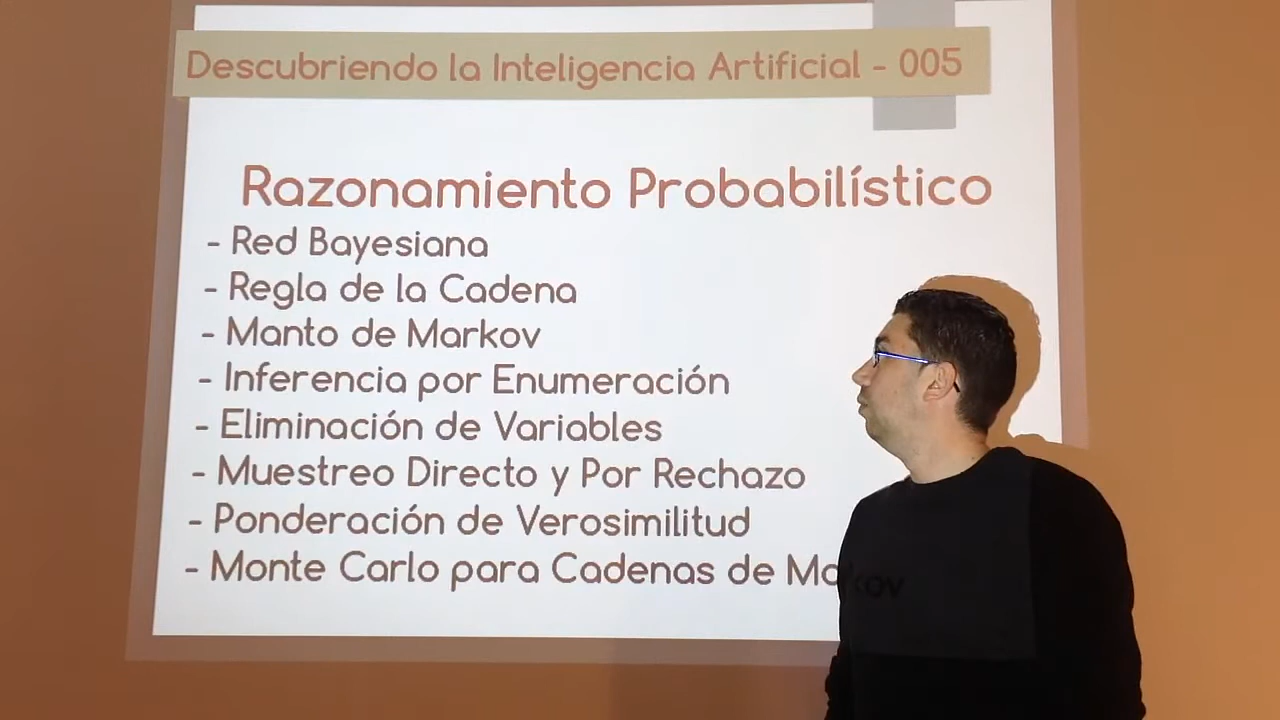 Descubriendo la Inteligencia Artificial - 005
Razonamiento Probabilístico
- Red Bayesiana
- Regla de la Cadena
- Manto de Markov
- Inferencia por Enumeración
- Eliminación de Variables
- Muestreo Directo y Por Rechazo
- Ponderación de Verosimilitud
- Monte Carlo para Cadenas de Markov